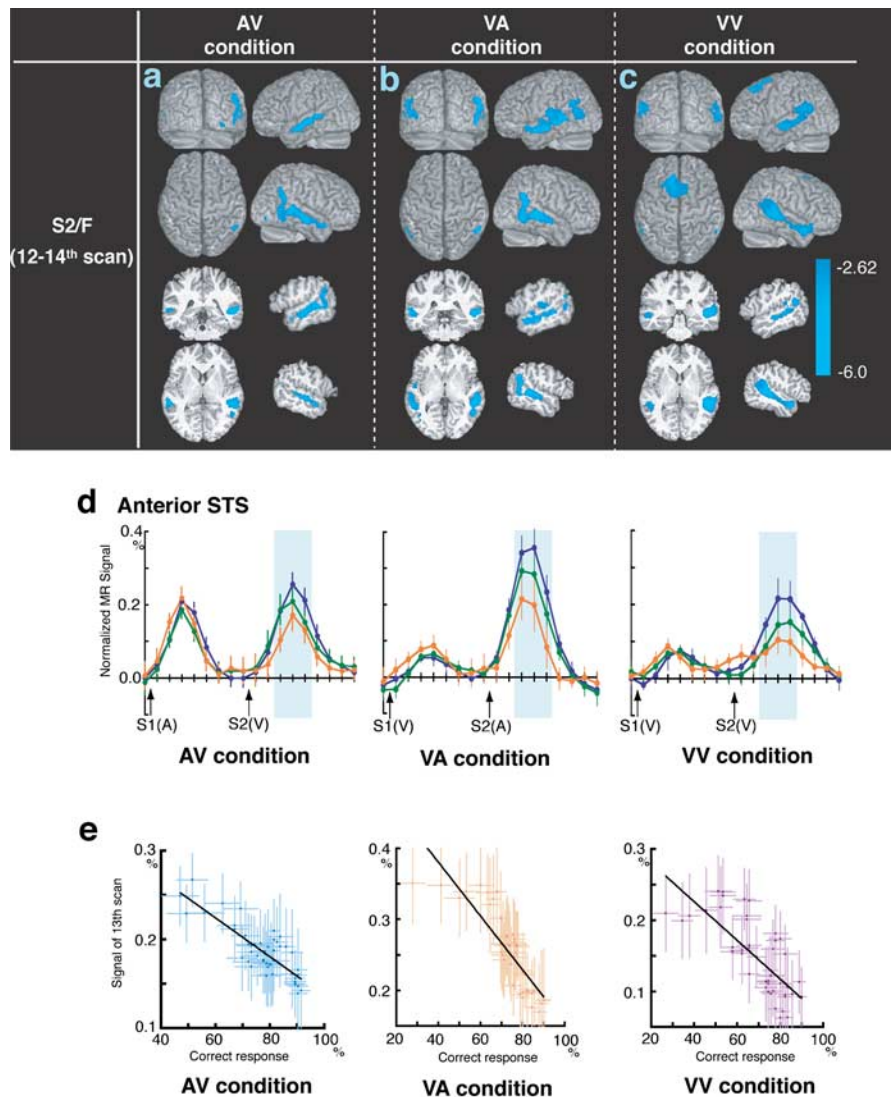 AV condition
VA condition
VV condition
a
b
c
S2/F
(12-14th scan)
-2.62
-6.0
d Anterior STS
Normalized MR Signal
0.4
%
0.2
0.0
S1(A)
S2(V)
AV condition
S1(V)
S2(A)
VA condition
S1(V)
S2(V)
VV condition
e
Signal of 13th scan
0.3
%
0.2
0.1
40 60 80 100
%
Correct response
AV condition
0.4
%
0.3
0.2
20 40 60 80 100
%
Correct response
VA condition
0.3
%
0.2
0.1
20 40 60 80 100
%
Correct response
VV condition